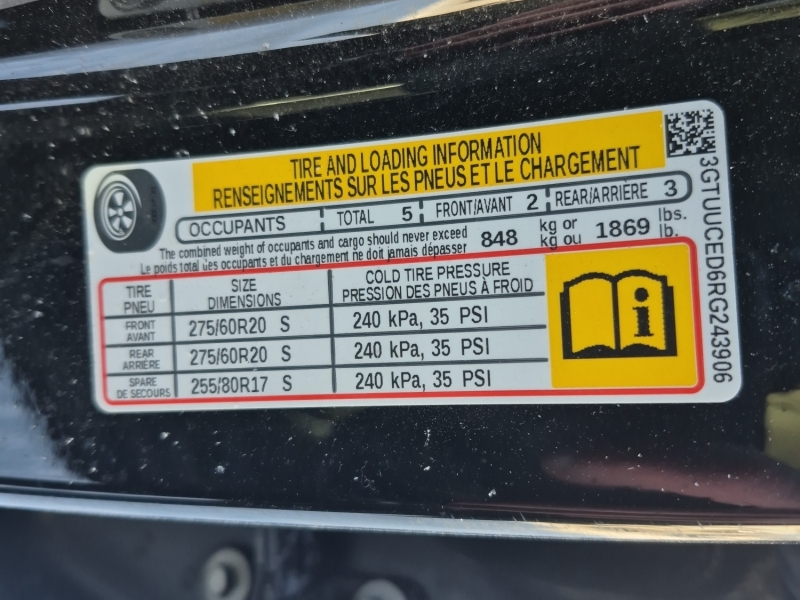 TIRE AND LOADING INFORMATION
RENSEIGNEMENTS SUR LES PNEUS ET LE CHARGEMENT
OCCUPANTS TOTAL 5 FRONT/AVANT 2 REAR/ARRIÈRE 3
The combined weight of occupants and cargo should never exceed 848 kg or 1869 lbs.
Le poids total des occupants et du chargement ne doit jamais dépasser kg ou lb.
TIRE SIZE COLD TIRE PRESSURE
PNEU DIMENSIONS PRESSION DES PNEUS À FROID
FRONT
AVANT 275/60R20 S 240 kPa, 35 PSI
REAR
ARRIÈRE 275/60R20 S 240 kPa, 35 PSI
SPARE
DE SECOURS 255/80R17 S 240 kPa, 35 PSI
3GTUUCED6RG243906